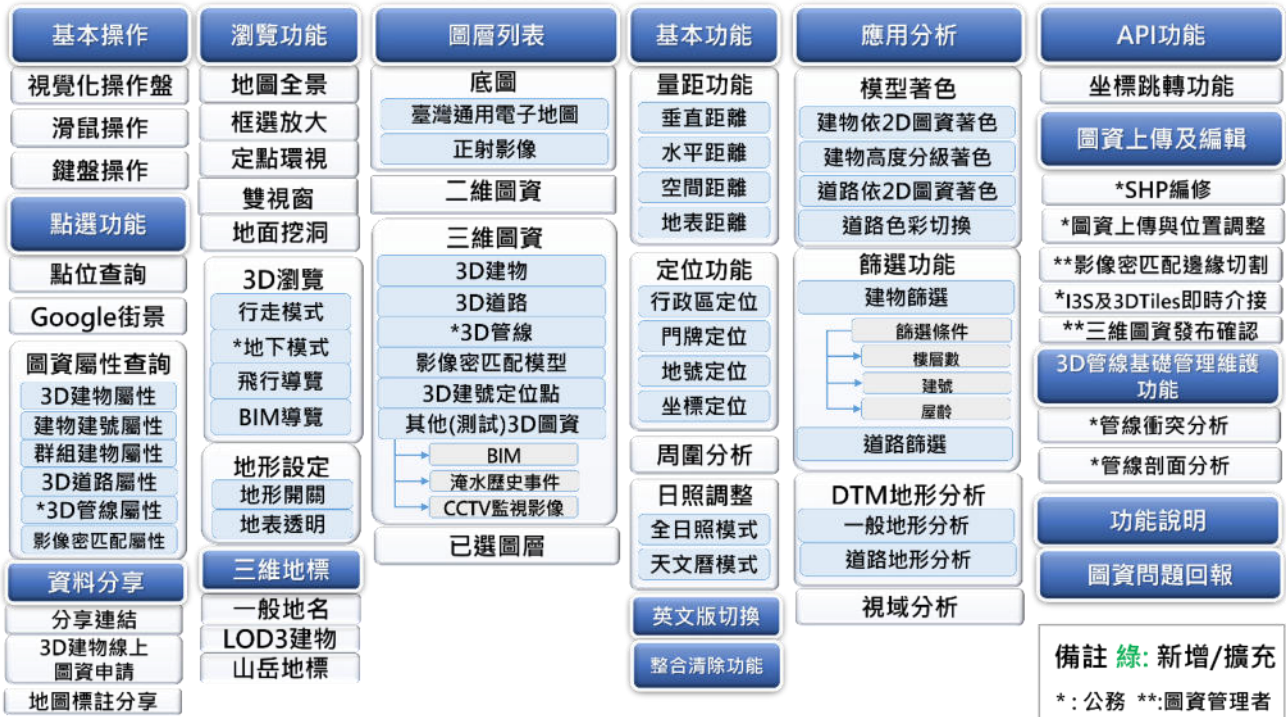 基本操作
視覺化操作盤
滑鼠操作
鍵盤操作
點選功能
點位查詢
Google街景
圖資屬性查詢
3D建物屬性
建物建號屬性
群組建物屬性
3D道路屬性
*3D管線屬性
影像密匹配屬性
資料分享
分享連結
3D建物線上
圖資申請
地圖標註分享
瀏覽功能
地圖全景
框選放大
定點環視
雙視窗
地面挖洞
3D瀏覽
行走模式
*地下模式
飛行導覽
BIM導覽
地形設定
地形開關
地表透明
三維地標
一般地名
LOD3建物
山岳地標
圖層列表
底圖
臺灣通用電子地圖
正射影像
二維圖資
三維圖資
3D建物
3D道路
*3D管線
影像密匹配模型
3D建號定位點
其他(測試)3D圖資
BIM
淹水歷史事件
CCTV監視影像
已選圖層
基本功能
量距功能
垂直距離
水平距離
空間距離
地表距離
定位功能
行政區定位
門牌定位
地號定位
坐標定位
周圍分析
日照調整
全日照模式
天文曆模式
英文版切換
整合清除功能
應用分析
模型著色
建物依2D圖資著色
建物高度分級著色
道路依2D圖資著色
道路色彩切換
篩選功能
建物篩選
篩選條件
樓層數
建號
屋齡
道路篩選
DTM地形分析
一般地形分析
道路地形分析
視域分析
API功能
坐標跳轉功能
圖資上傳及編輯
*SHP編修
*圖資上傳與位置調整
**影像密匹配邊緣切割
*I3S及3DTiles即時介接
**三維圖資發布確認
3D管線基礎管理維護
功能
*管線衝突分析
*管線剖面分析
功能說明
圖資問題回報
備註 綠: 新增/擴充
* : 公務 **:圖資管理者